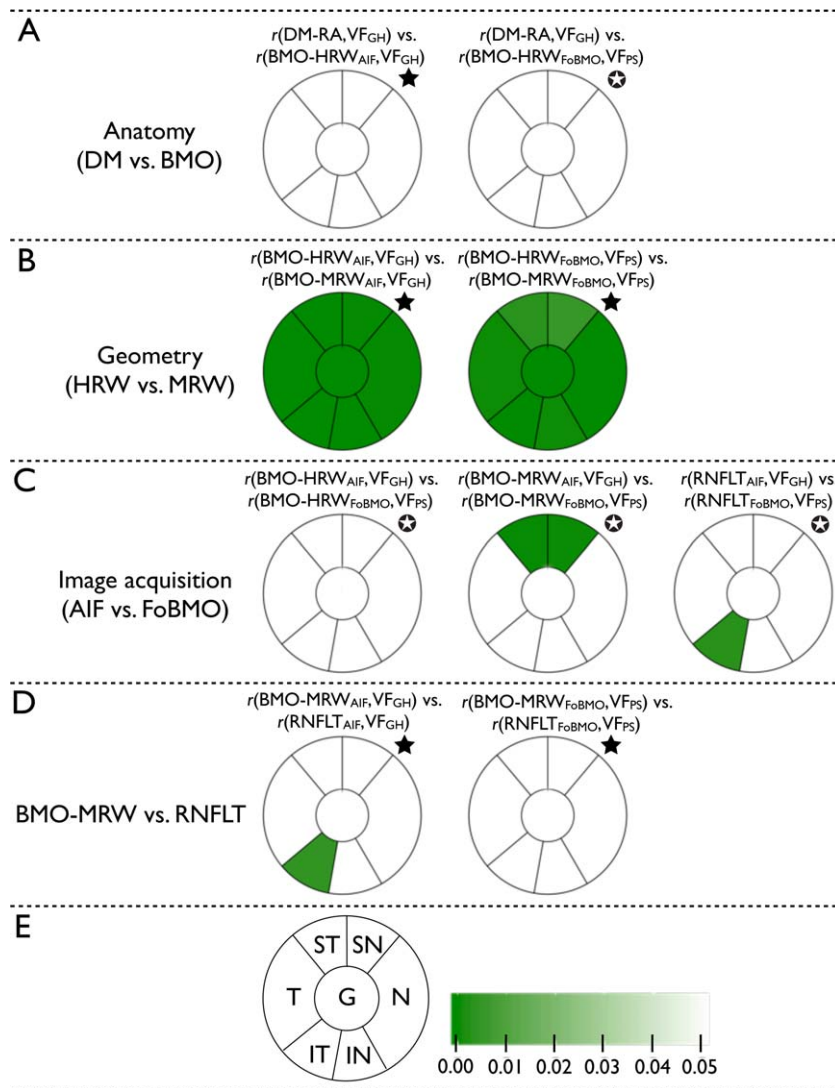 A
r(DM-RA,VFGH) vs.
r(BMO-HRWAIF,VFGH)
r(DM-RA,VFGH) vs.
r(BMO-HRWFoBMO,VFPS)
Anatomy
(DM vs. BMO)
B
r(BMO-HRWAIF,VFGH) vs.
r(BMO-MRWAIF,VFGH)
r(BMO-HRWFoBMO,VFPS) vs.
r(BMO-MRWFoBMO,VFPS)
Geometry
(HRW vs. MRW)
C
r(BMO-HRWAIF,VFGH) vs.
r(BMO-HRWFoBMO,VFPS)
r(BMO-MRWAIF,VFGH) vs.
r(BMO-MRWFoBMO,VFPS)
r(RNFLTAIF,VFGH) vs
r(RNFLTFoBMO,VFPS)
Image acquisition
(AIF vs. FoBMO)
D
r(BMO-MRWAIF,VFGH) vs.
r(RNFLTAIF,VFGH)
r(BMO-MRWFoBMO,VFPS) vs.
r(RNFLTFoBMO,VFPS)
BMO-MRW vs. RNFLT
E
ST SN
T G N
IT IN
0.00 0.01 0.02 0.03 0.04 0.05